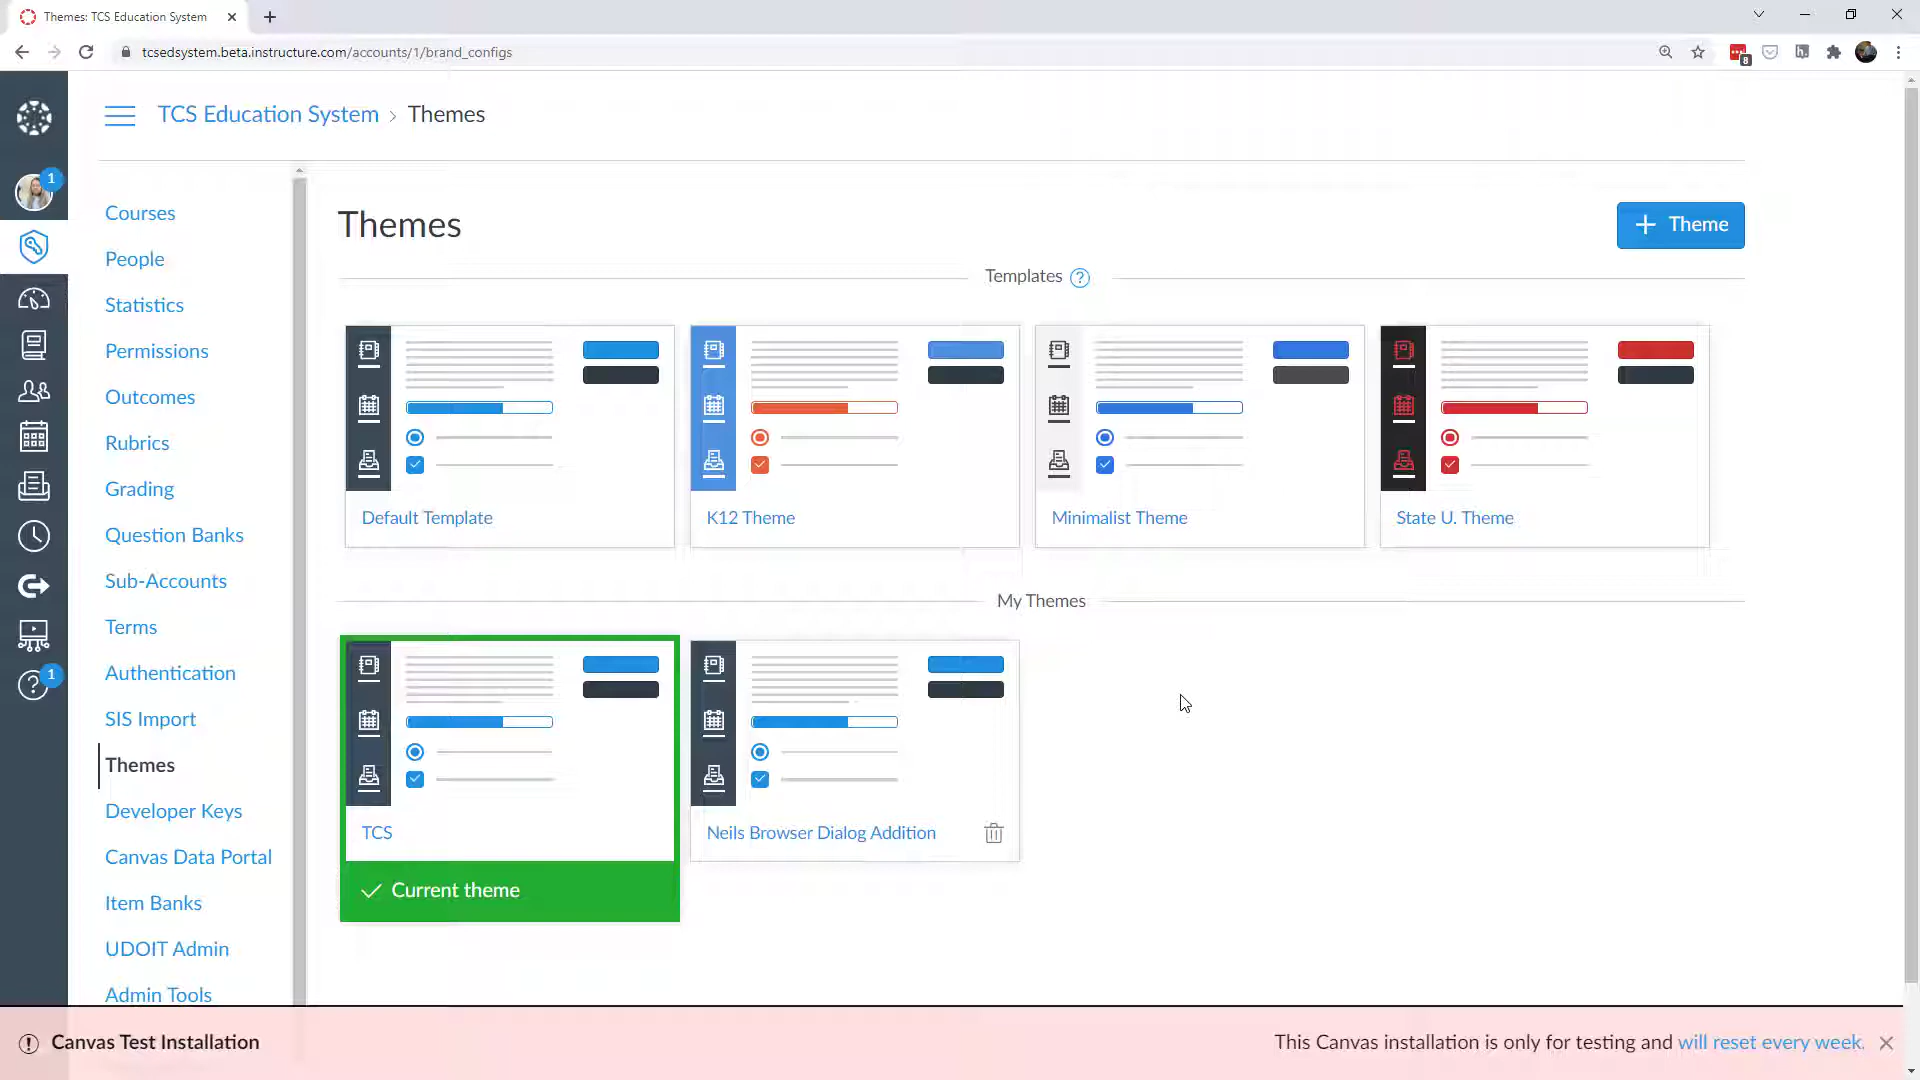 Themes: TCS Education System
tcsedsystem.beta.instructure.com/accounts/1/brand_configs
8
TCS Education System > Themes
1
Courses
People
Statistics
Permissions
Outcomes
Rubrics
Grading
Question Banks
Sub-Accounts
Terms
Authentication
SIS Import
Themes
Developer Keys
Canvas Data Portal
Item Banks
UDOIT Admin
Admin Tools
1
Themes
+ Theme
Templates ?
Default Template
K12 Theme
Minimalist Theme
State U. Theme
My Themes
TCS
Neils Browser Dialog Addition
Current theme
Canvas Test Installation
This Canvas installation is only for testing and will reset every week.